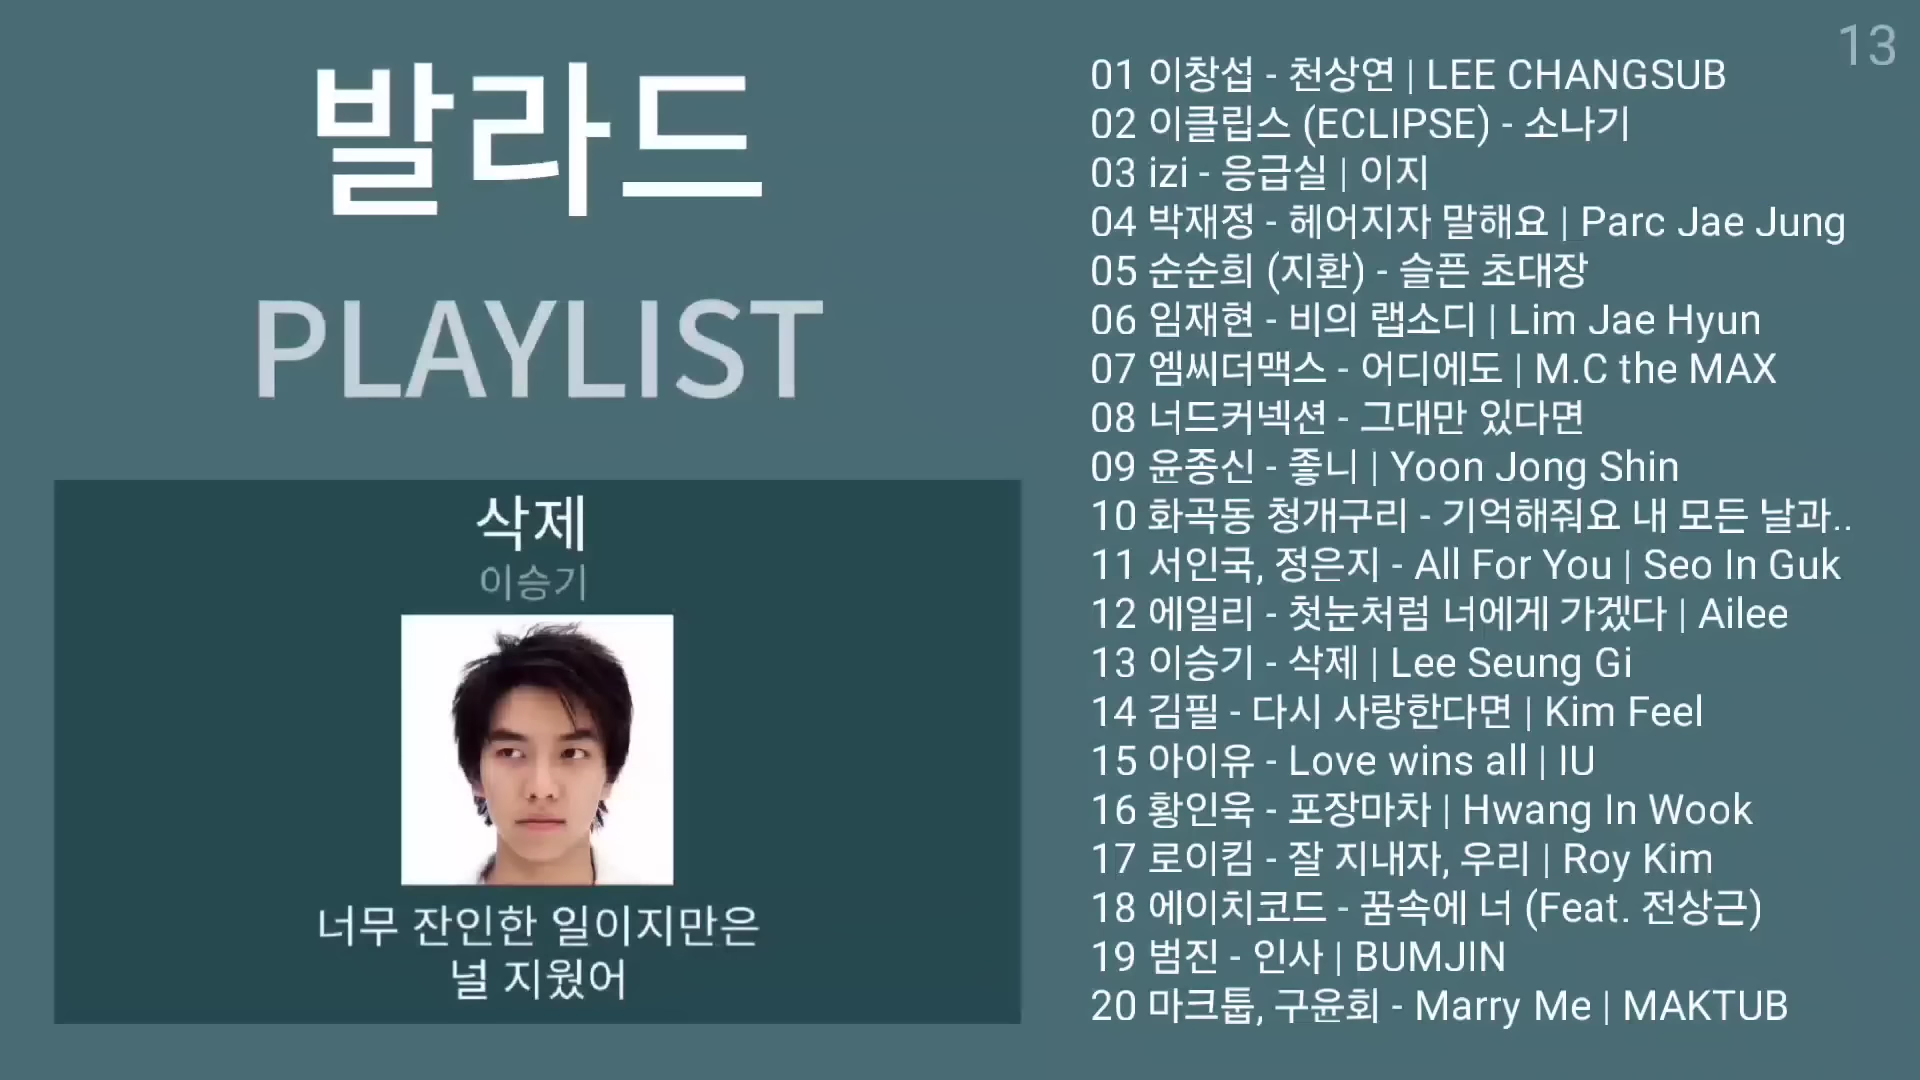 13
발라드
PLAYLIST
삭제
이승기
너무 잔인한 일이지만은
널 지웠어
01 이창섭 - 천상연 | LEE CHANGSUB
02 이클립스 (ECLIPSE) - 소나기
03 izi - 응급실 | 이지
04 박재정 - 헤어지자 말해요 | Parc Jae Jung
05 순순희 (지환) - 슬픈 초대장
06 임재현 - 비의 랩소디 | Lim Jae Hyun
07 엠씨더맥스 - 어디에도 | M.C the MAX
08 너드커넥션 - 그대만 있다면
09 윤종신 - 좋니 | Yoon Jong Shin
10 화곡동 청개구리 - 기억해줘요 내 모든 날과..
11 서인국, 정은지 - All For You | Seo In Guk
12 에일리 - 첫눈처럼 너에게 가겠다 | Ailee
13 이승기 - 삭제 | Lee Seung Gi
14 김필 - 다시 사랑한다면 | Kim Feel
15 아이유 - Love wins all | IU
16 황인욱 - 포장마차 | Hwang In Wook
17 로이킴 - 잘 지내자, 우리 | Roy Kim
18 에이치코드 - 꿈속에 너 (Feat. 전상근)
19 범진 - 인사 | BUMJIN
20 마크툽, 구윤회 - Marry Me | MAKTUB